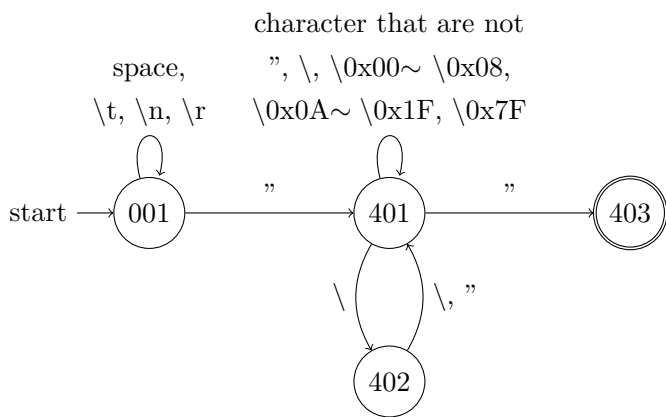 character that are not
space,
”, \, \0x00∼ \0x08,
\t, \n, \r
\0x0A∼ \0x1F, \0x7F
start
001
”
401
”
403
\
\, ”
402